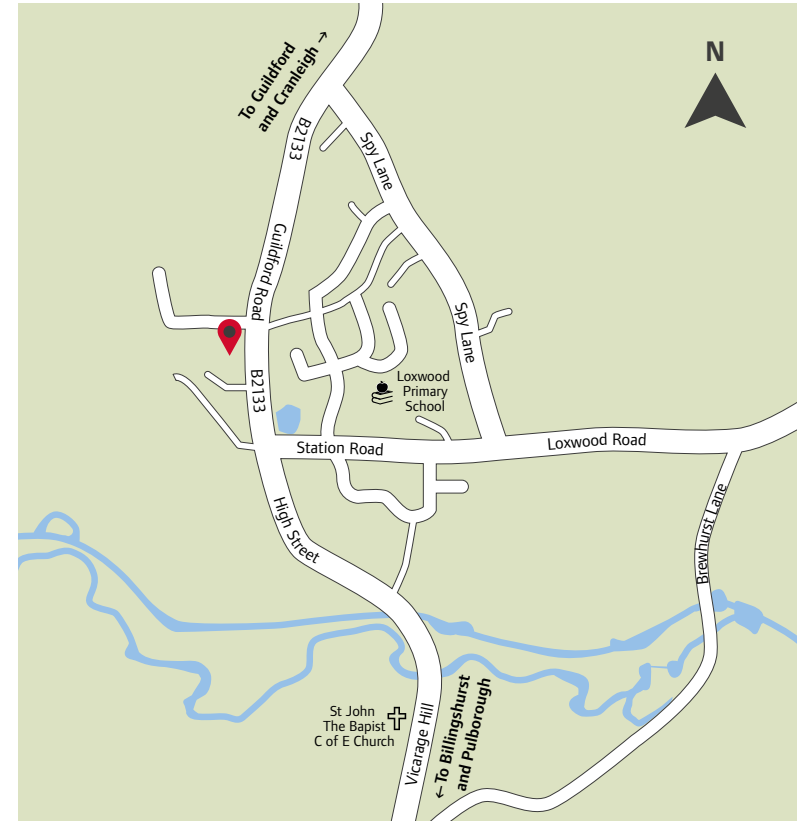 N
To Guildford →
and Cranleigh
B2133
Spy Lane
Guildford Road
Spy Lane
B2133
Loxwood
Primary
School
Station Road
Loxwood Road
High Street
Brewhurst Lane
St John
The Bapist
C of E Church
Vicarage Hill
← To Billingshurst
and Pulborough